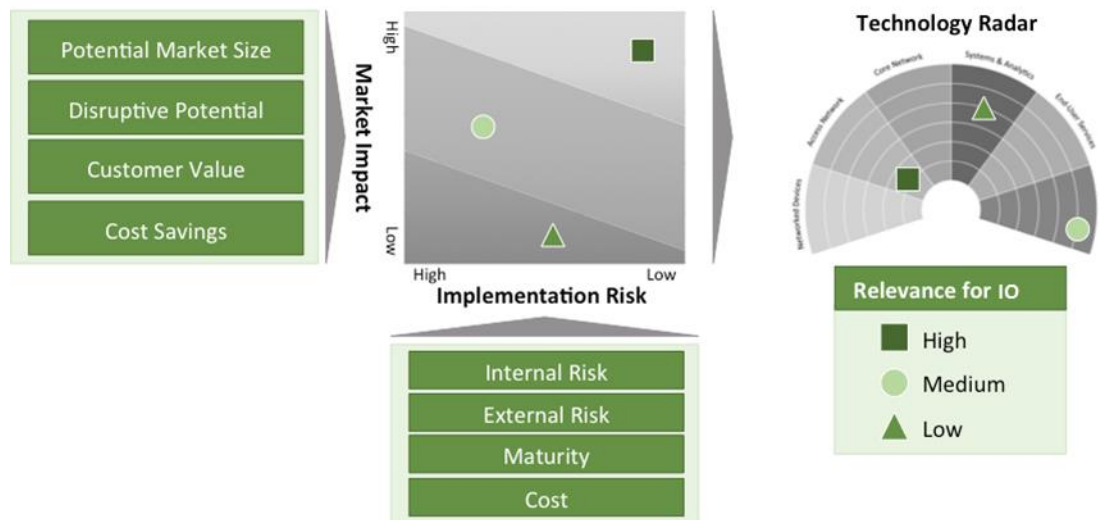 Potential Market Size
Disruptive Potential
Customer Value
Cost Savings
Market Impact
High
Low
High
Low
Implementation Risk
Internal Risk
External Risk
Maturity
Cost
Technology Radar
Networked Devices
Access Network
Core Network
Systems & Analytics
End-User Services
Relevance for IO
High
Medium
Low